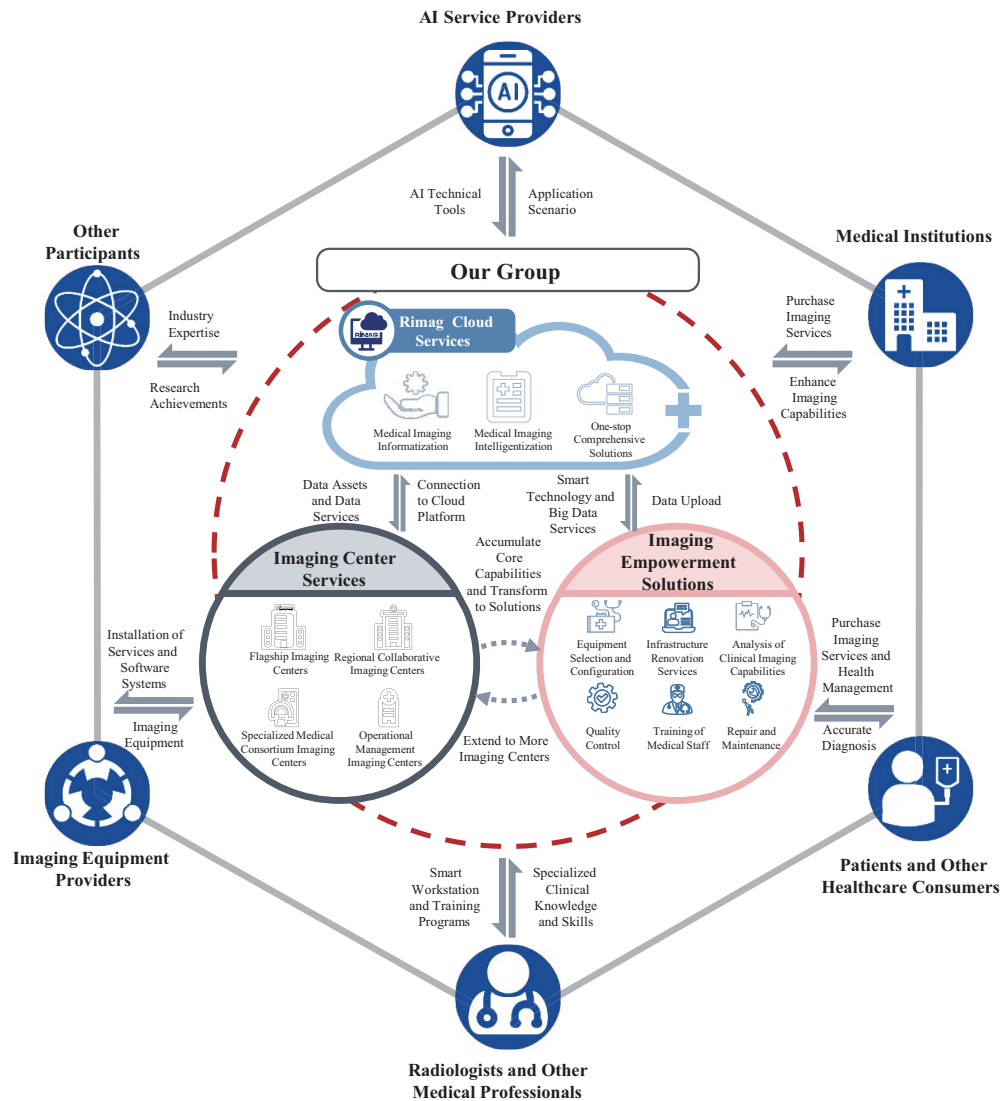 AI Service Providers
AI
AI Technical
Tools
Application
Scenario
Other
Participants
Medical Institutions
Our Group
Industry
Expertise
Research
Achievements
Purchase
Imaging
Services
Enhance
Imaging
Capabilities
RIMAG
Rimag Cloud
Services
Medical Imaging
Informatization
Medical Imaging
Intelligentization
One-stop
Comprehensive
Solutions
Data Assets
and Data
Services
Connection
to Cloud
Platform
Smart
Technology and
Big Data
Services
Data Upload
Imaging Center
Services
Accumulate
Core
Capabilities
and Transform
to Solutions
Imaging
Empowerment
Solutions
Flagship Imaging
Centers
Regional Collaborative
Imaging Centers
Specialized Medical
Consortium Imaging
Centers
Operational
Management
Imaging Centers
Extend to More
Imaging Centers
Equipment
Selection and
Configuration
Infrastructure
Renovation
Services
Analysis of
Clinical Imaging
Capabilities
Quality
Control
Training of
Medical Staff
Repair and
Maintenance
Installation of
Services and
Software
Systems
Imaging
Equipment
Purchase
Imaging
Services and
Health
Management
Accurate
Diagnosis
Imaging Equipment
Providers
Patients and Other
Healthcare Consumers
Smart
Workstation
and Training
Programs
Specialized
Clinical
Knowledge
and Skills
Radiologists and Other
Medical Professionals